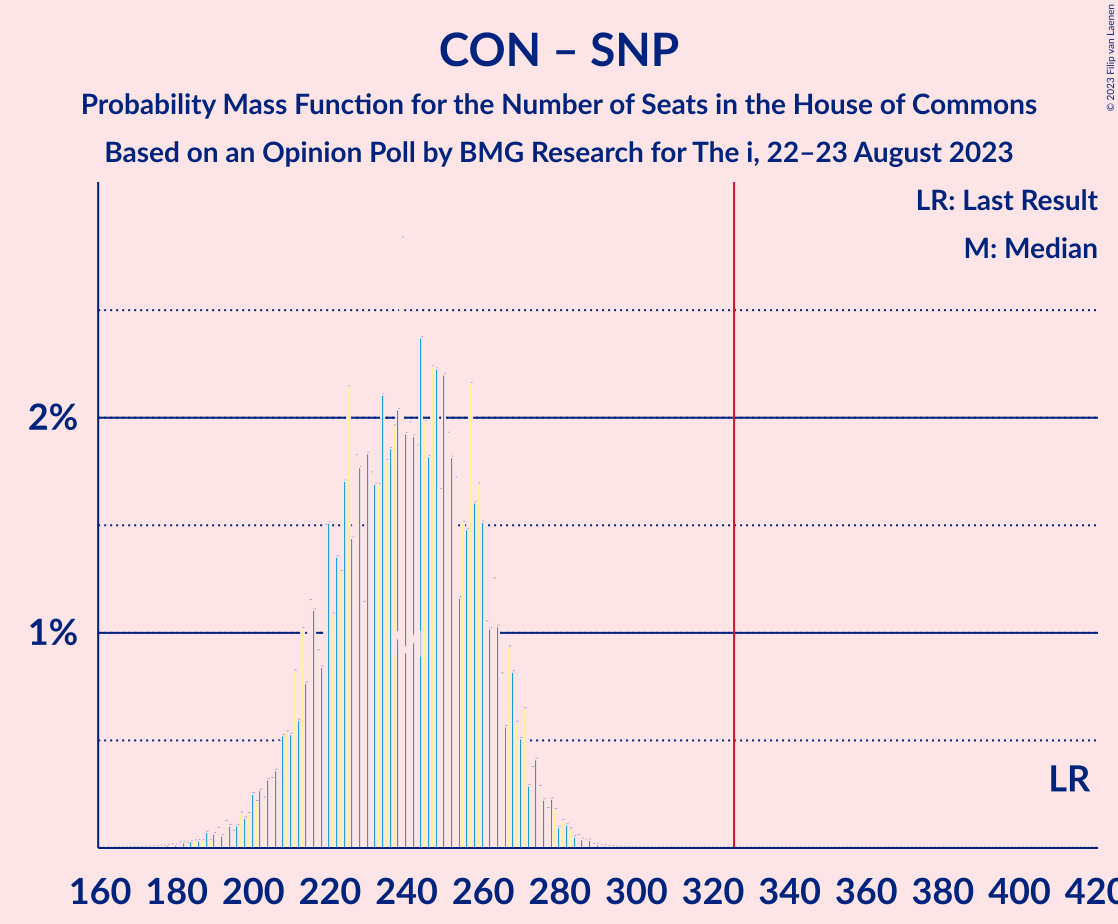 CON – SNP
Probability Mass Function for the Number of Seats in the House of Commons
Based on an Opinion Poll by BMG Research for The i, 22–23 August 2023
© 2023 Filip van Laenen
LR: Last Result
M: Median
2%
1%
LR
160 180 200 220 240 260 280 300 320 340 360 380 400 420